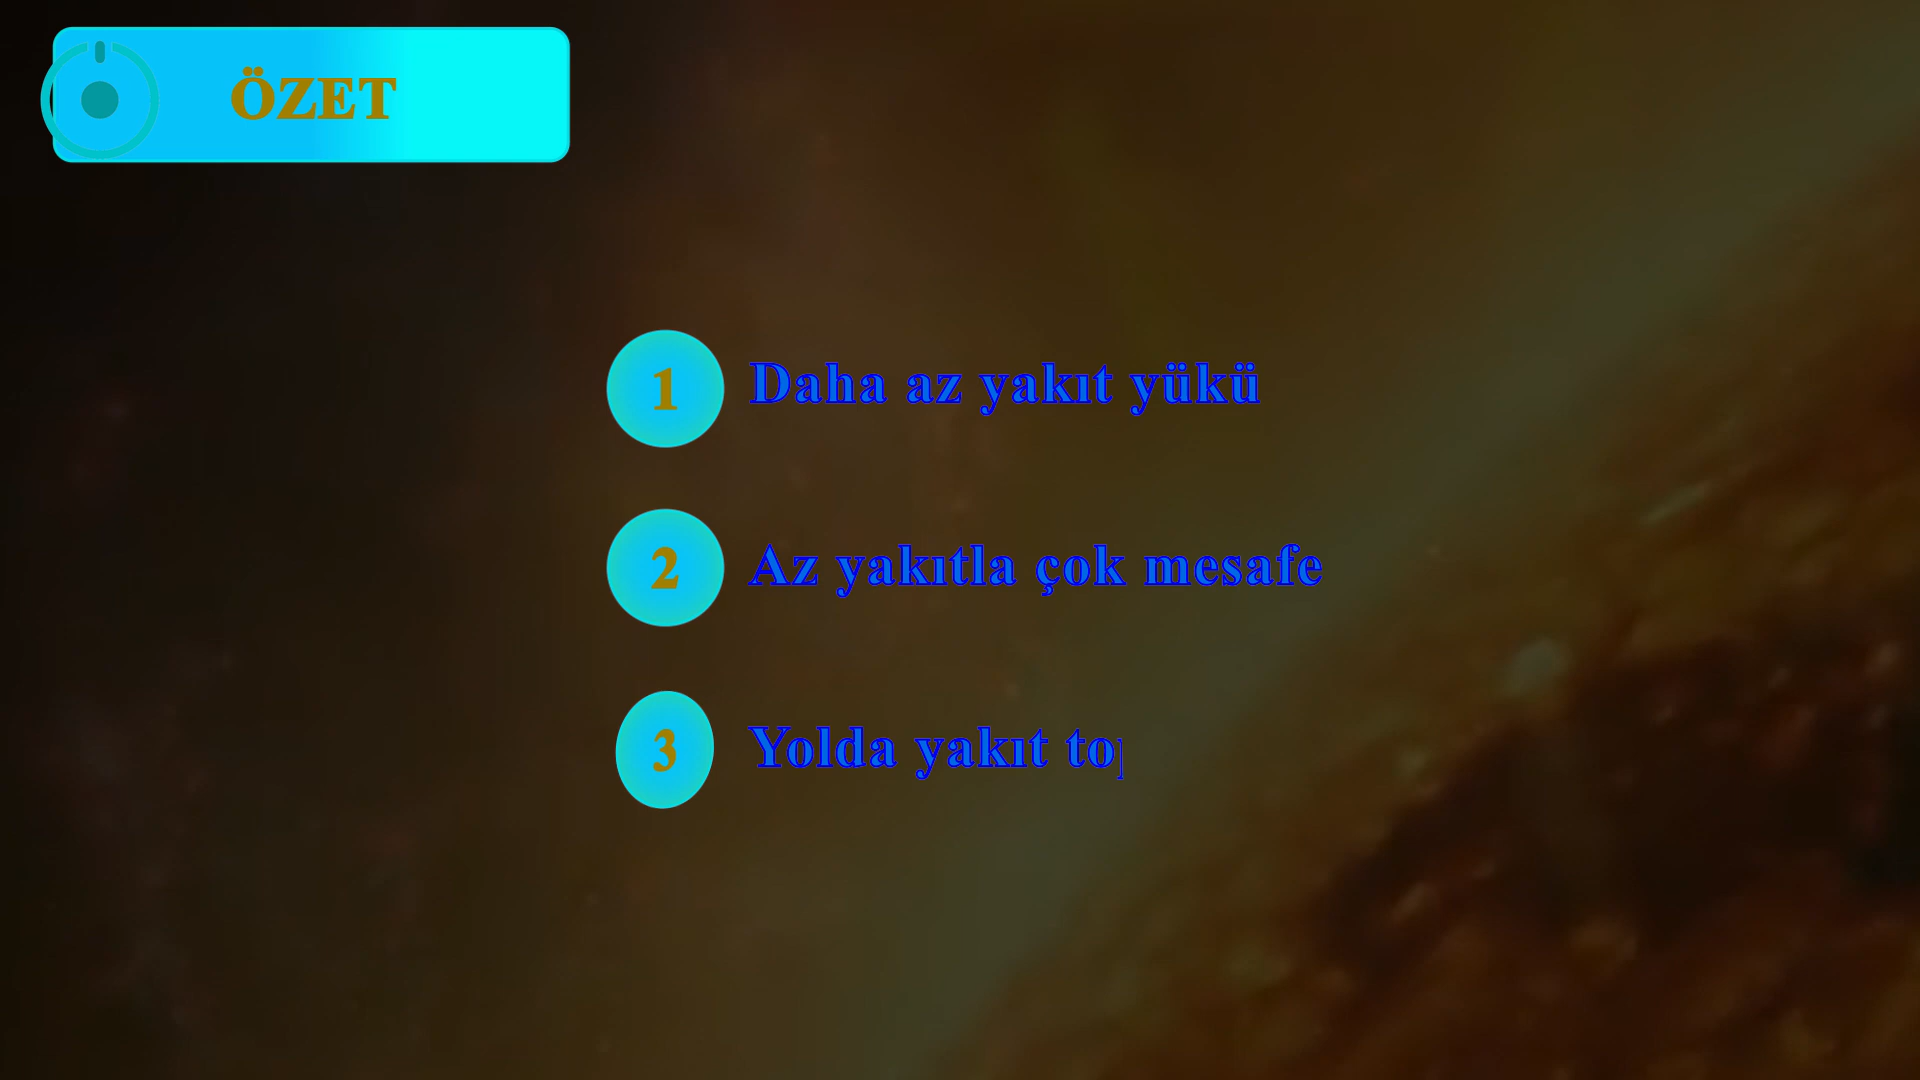 ÖZET
1 Daha az yakıt yükü
2 Az yakıtla çok mesafe
3 Yolda yakıt